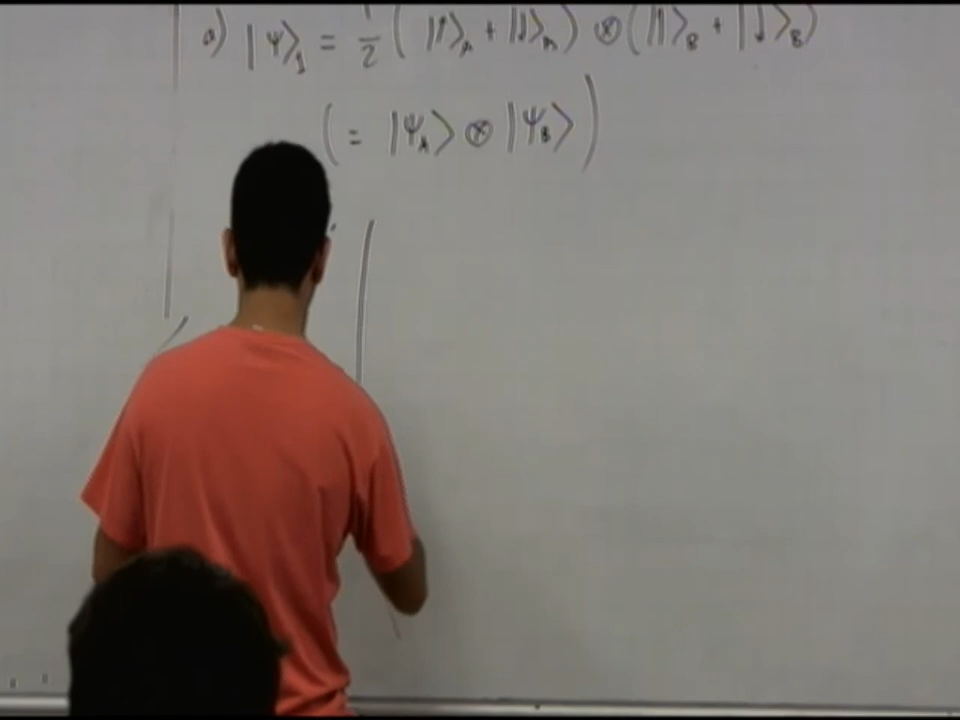 a) |ψ⟩₁ = 1/2 ( |↑⟩_A + |↓⟩_A ) ⊗ ( |↑⟩_B + |↓⟩_B )
( = |ψ_A⟩ ⊗ |ψ_B⟩ )